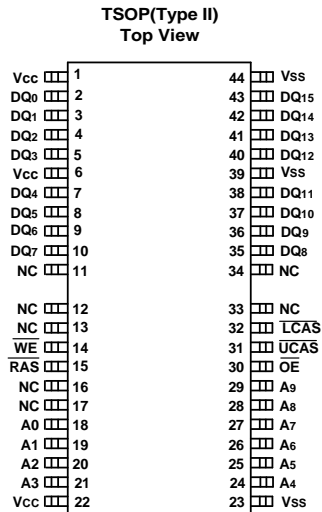 TSOP(Type II)
Top View
Vcc 1 44 Vss
DQ0 2 43 DQ15
DQ1 3 42 DQ14
DQ2 4 41 DQ13
DQ3 5 40 DQ12
Vcc 6 39 Vss
DQ4 7 38 DQ11
DQ5 8 37 DQ10
DQ6 9 36 DQ9
DQ7 10 35 DQ8
NC 11 34 NC
NC 12 33 NC
NC 13 32 LCAS
WE 14 31 UCAS
RAS 15 30 OE
NC 16 29 A9
NC 17 28 A8
A0 18 27 A7
A1 19 26 A6
A2 20 25 A5
A3 21 24 A4
Vcc 22 23 Vss